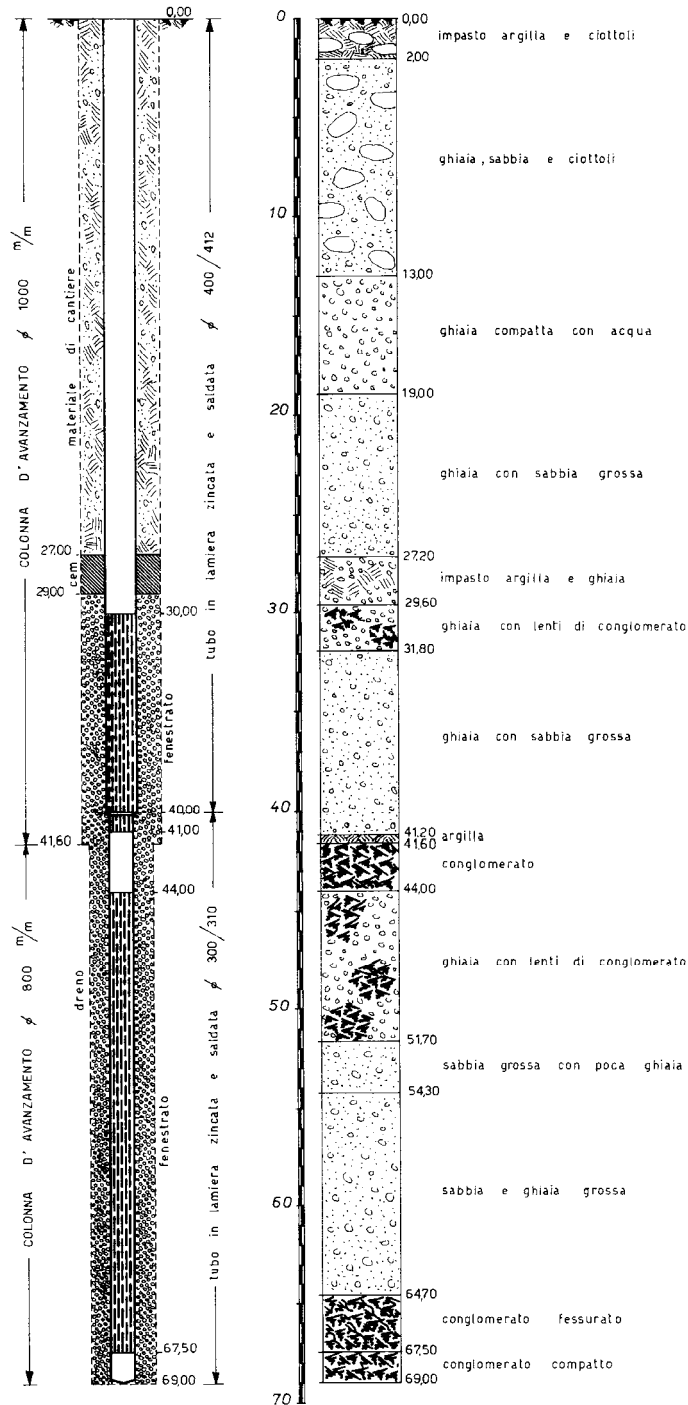 COLONNA D' AVANZAMENTO ø 1000 m/m
COLONNA D' AVANZAMENTO ø 800 m/m
materiale di cantiere
cem
dreno
0,00
27,00
29,00
30,00
fenestrato
40,00
41,00
41,60
44,00
fenestrato
67,50
69,00
tubo in lamiera zincata e saldata ø 400/412
tubo in lamiera zincata e saldata ø 300/310
0
10
20
30
40
50
60
70
0,00
impasto argilla e ciottoli
2,00
ghiaia, sabbia e ciottoli
13,00
ghiaia compatta con acqua
19,00
ghiaia con sabbia grossa
27,20
impasto argilla e ghiaia
29,60
ghiaia con lenti di conglomerato
31,80
ghiaia con sabbia grossa
41,20
argilla
41,60
conglomerato
44,00
ghiaia con lenti di conglomerato
51,70
sabbia grossa con poca ghiaia
54,30
sabbia e ghiaia grossa
64,70
conglomerato fessurato
67,50
conglomerato compatto
69,00